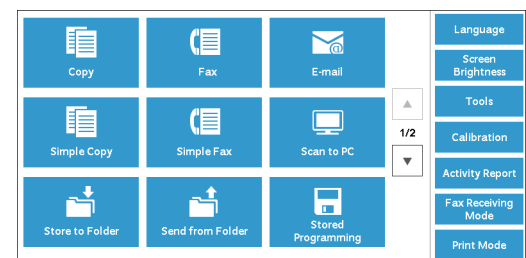 Copy
Fax
E-mail
Simple Copy
Simple Fax
Scan to PC
Store to Folder
Send from Folder
Stored
Programming
1/2
Language
Screen
Brightness
Tools
Calibration
Activity Report
Fax Receiving
Mode
Print Mode